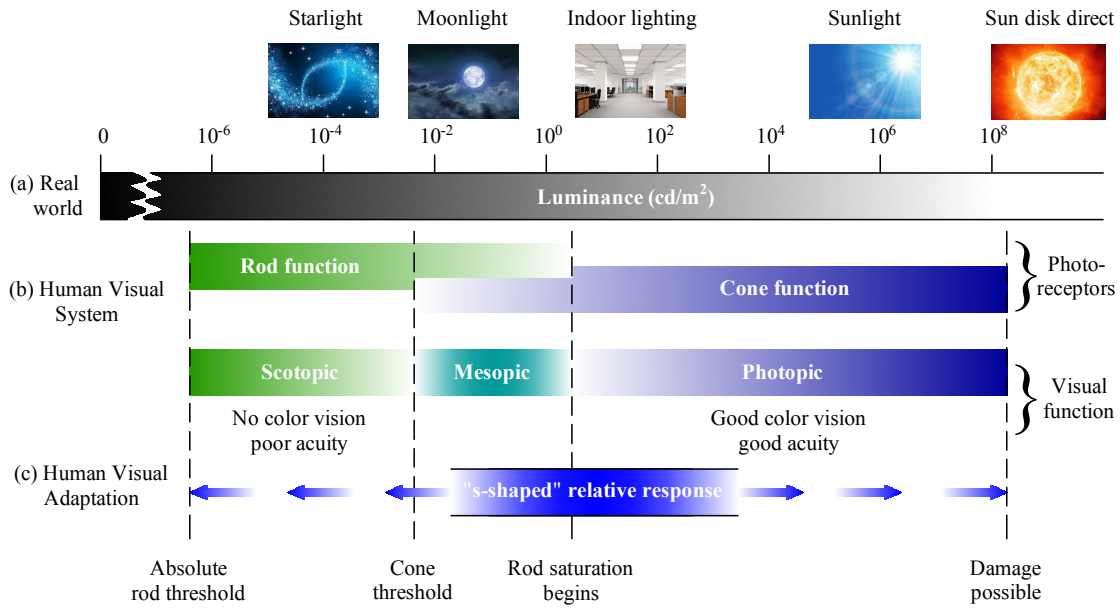 Starlight Moonlight Indoor lighting Sunlight Sun disk direct
0 10⁻⁶ 10⁻⁴ 10⁻² 10⁰ 10² 10⁴ 10⁶ 10⁸
(a) Real
world
Luminance (cd/m²)
Rod function
Cone function
(b) Human Visual
System
Photo-
receptors
Scotopic Mesopic Photopic
Visual
function
No color vision
poor acuity
Good color vision
good acuity
(c) Human Visual
Adaptation
"s-shaped" relative response
Absolute
rod threshold
Cone
threshold
Rod saturation
begins
Damage
possible